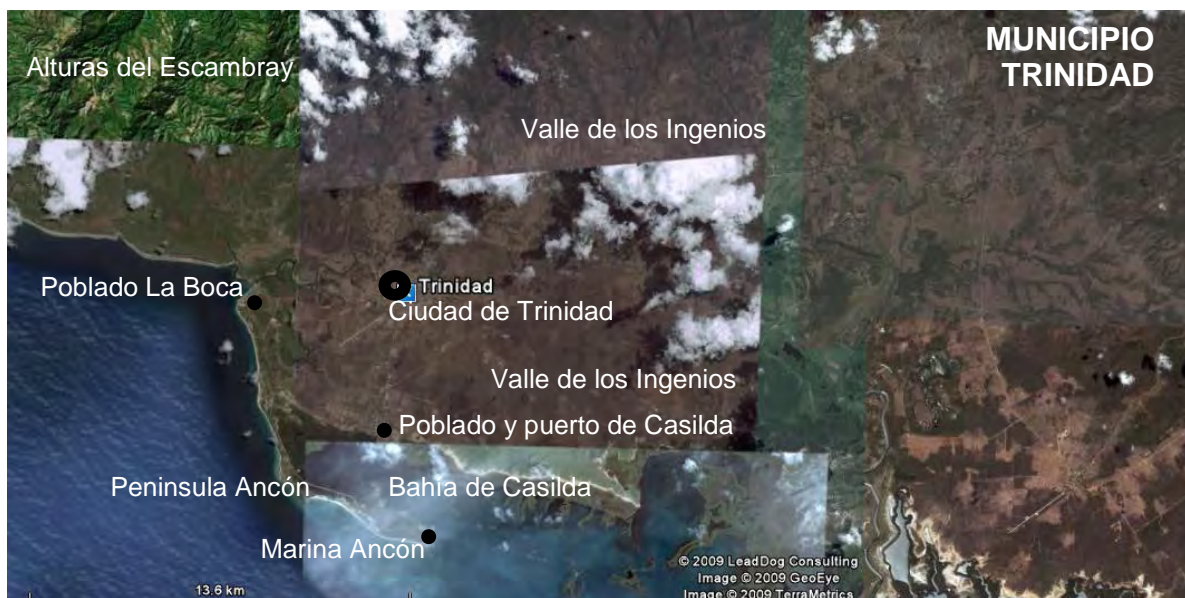 MUNICIPIO
TRINIDAD
Alturas del Escambray
Valle de los Ingenios
Poblado La Boca
Trinidad
Ciudad de Trinidad
Valle de los Ingenios
Poblado y puerto de Casilda
Peninsula Ancón
Bahía de Casilda
Marina Ancón
© 2009 LeadDog Consulting
Image © 2009 GeoEye
Image © 2009 TerraMetrics
13.6 km